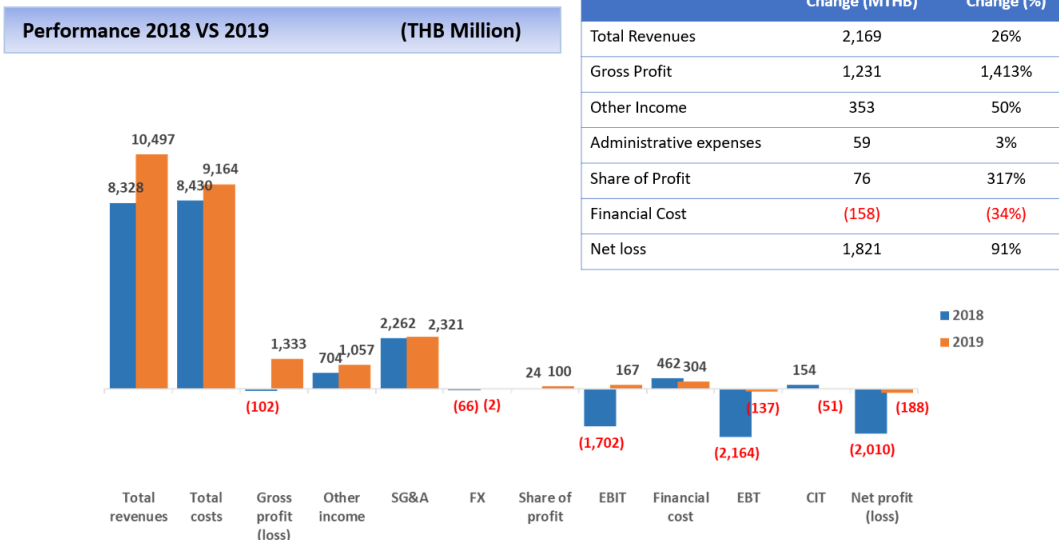 Performance 2018 VS 2019 (THB Million)
Change (MTHB) Change (%)
Total Revenues 2,169 26%
Gross Profit 1,231 1,413%
Other Income 353 50%
Administrative expenses 59 3%
Share of Profit 76 317%
Financial Cost (158) (34%)
Net loss 1,821 91%
2018
2019
8,328 10,497
8,430 9,164
(102) 1,333
704 1,057
2,262 2,321
(66) (2)
24 100
(1,702) 167
462 304
(2,164) (137)
154 (51)
(2,010) (188)
Total revenues
Total costs
Gross profit (loss)
Other income
SG&A
FX
Share of profit
EBIT
Financial cost
EBT
CIT
Net profit (loss)